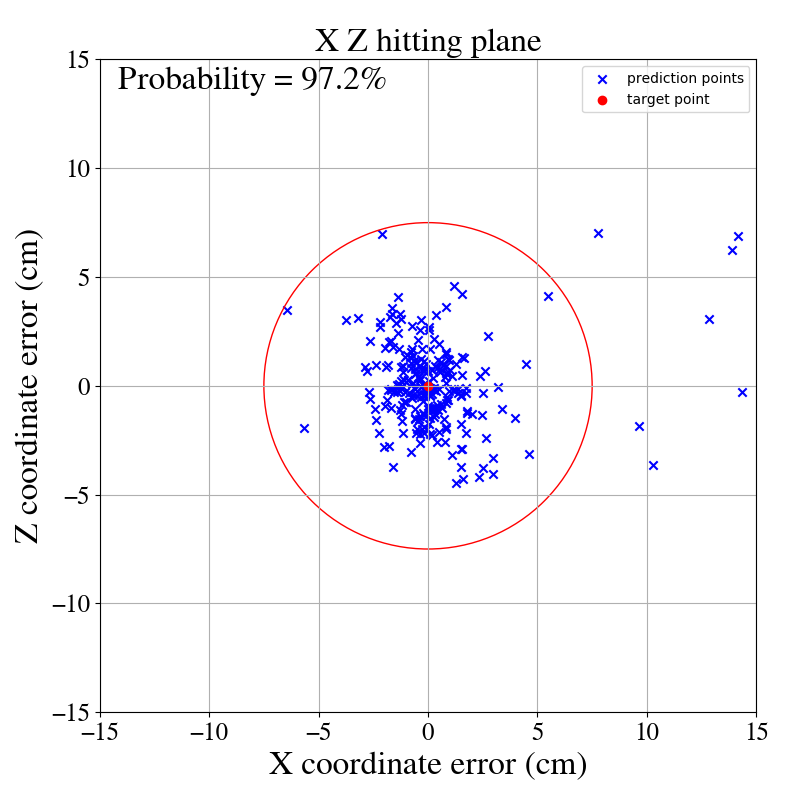 X Z hitting plane
Probability = 97.2%
prediction points
target point
15
10
5
0
−5
−10
−15
Z coordinate error (cm)
−15
−10
−5
0
5
10
15
X coordinate error (cm)